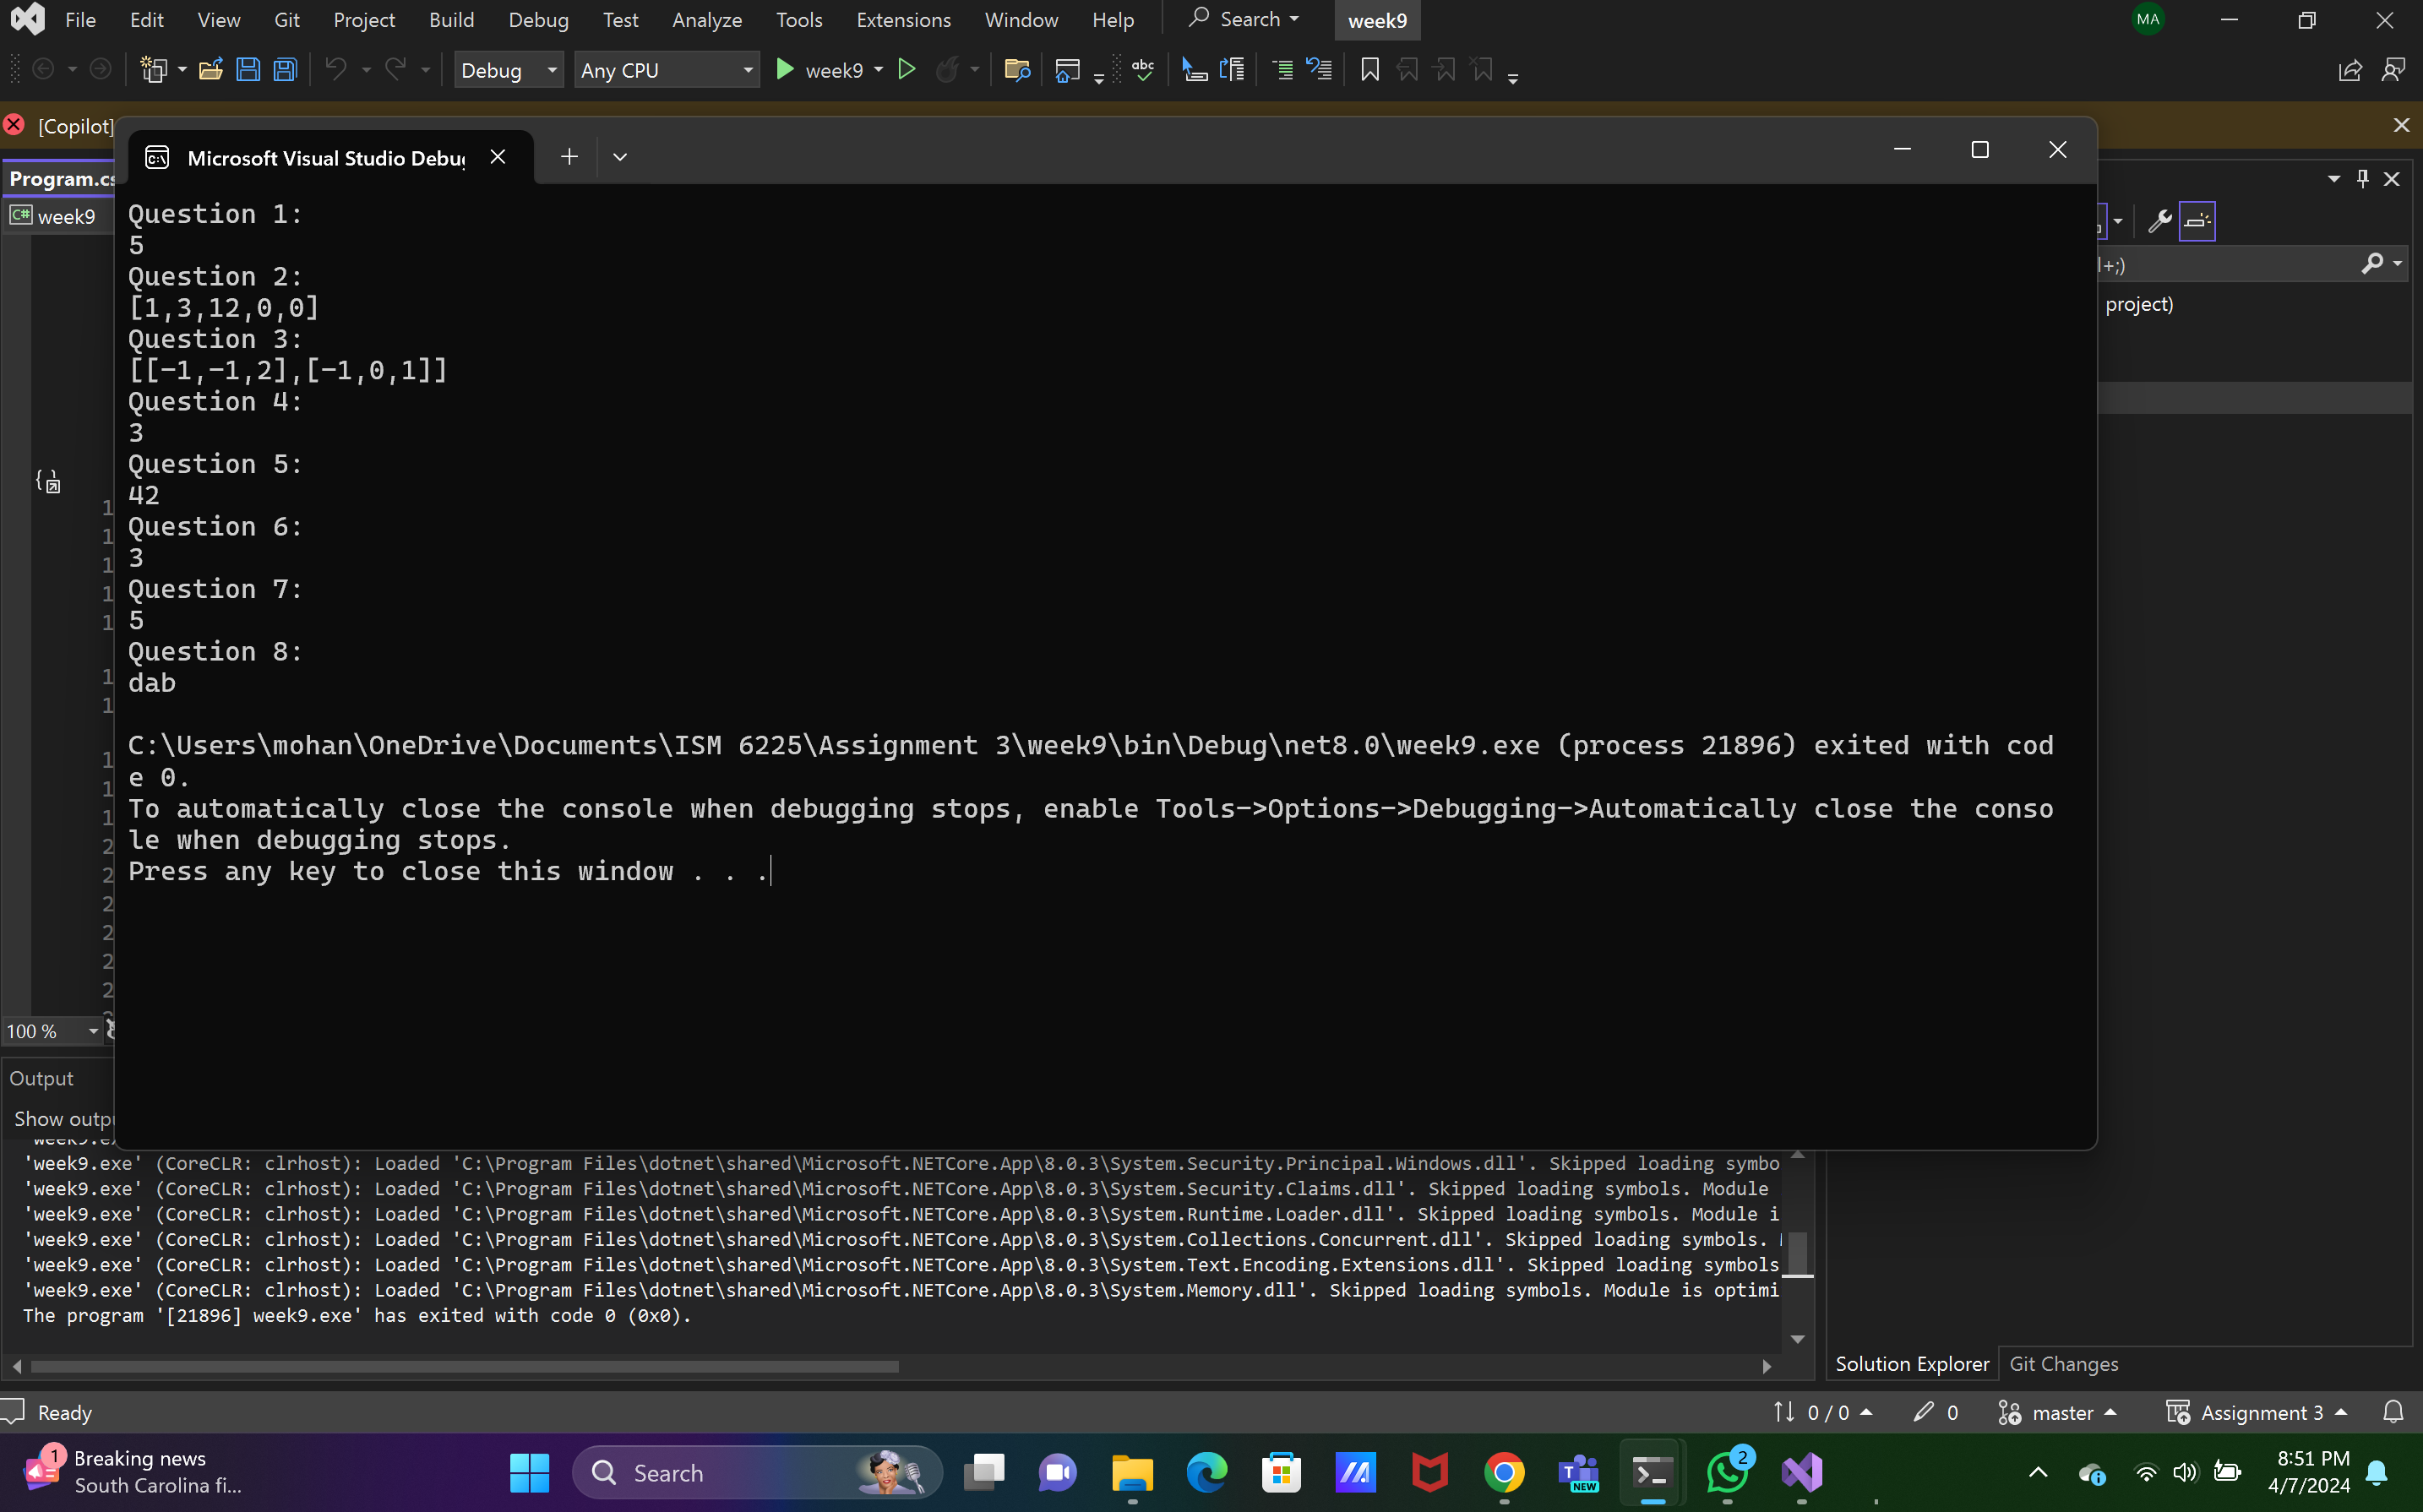 File Edit View Git Project Build Debug Test Analyze Tools Extensions Window Help Search week9 MA
Debug Any CPU week9 abc
[Copilot]
Microsoft Visual Studio
Program.cs
week9
Question 1:
5
Question 2:
[1,3,12,0,0]
project)
Question 3:
[[-1,-1,2],[-1,0,1]]
Question 4:
3
Question 5:
42
Question 6:
3
Question 7:
5
Question 8:
dab
C:\Users\mohan\OneDrive\Documents\ISM 6225\Assignment 3\week9\bin\Debug\net8.0\week9.exe (process 21896) exited with cod
e 0.
To automatically close the console when debugging stops, enable Tools->Options->Debugging->Automatically close the conso
le when debugging stops.
Press any key to close this window . . .
100 %
Output
Show
'week9.exe' (CoreCLR: clrhost): Loaded 'C:\Program Files\dotnet\shared\Microsoft.NETCore.App\8.0.3\System.Security.Principal.Windows.dll'. Skipped loading symbo
'week9.exe' (CoreCLR: clrhost): Loaded 'C:\Program Files\dotnet\shared\Microsoft.NETCore.App\8.0.3\System.Security.Claims.dll'. Skipped loading symbols. Module
'week9.exe' (CoreCLR: clrhost): Loaded 'C:\Program Files\dotnet\shared\Microsoft.NETCore.App\8.0.3\System.Runtime.Loader.dll'. Skipped loading symbols. Module i
'week9.exe' (CoreCLR: clrhost): Loaded 'C:\Program Files\dotnet\shared\Microsoft.NETCore.App\8.0.3\System.Collections.Concurrent.dll'. Skipped loading symbols.
'week9.exe' (CoreCLR: clrhost): Loaded 'C:\Program Files\dotnet\shared\Microsoft.NETCore.App\8.0.3\System.Text.Encoding.Extensions.dll'. Skipped loading symbols
'week9.exe' (CoreCLR: clrhost): Loaded 'C:\Program Files\dotnet\shared\Microsoft.NETCore.App\8.0.3\System.Memory.dll'. Skipped loading symbols. Module is optimi
The program '[21896] week9.exe' has exited with code 0 (0x0).
Solution Explorer Git Changes
Ready 0 / 0 0 master Assignment 3
1 Breaking news
South Carolina fi...
Search
NEW
2
8:51 PM
4/7/2024